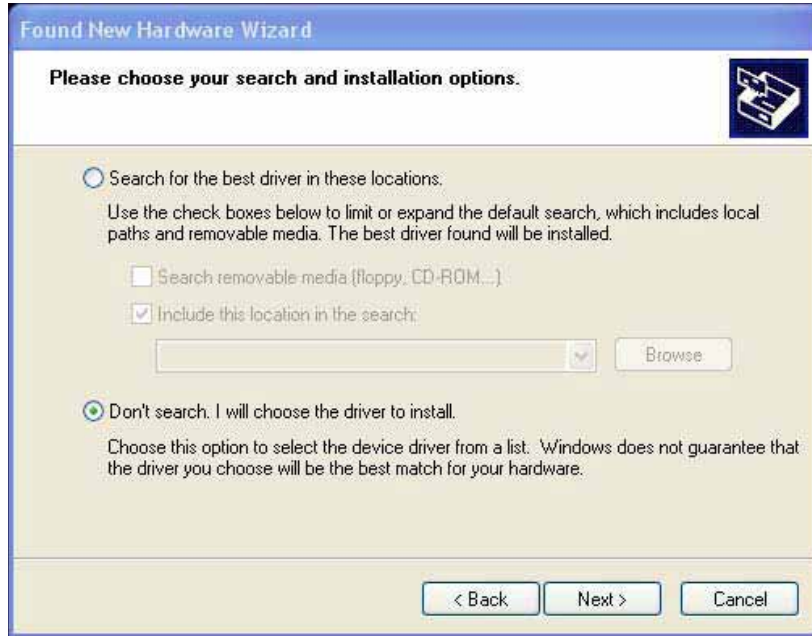 Found New Hardware Wizard
Please choose your search and installation options.
Search for the best driver in these locations.
Use the check boxes below to limit or expand the default search, which includes local
paths and removable media. The best driver found will be installed.
Search removable media (floppy, CD-ROM...)
Include this location in the search:
Browse
Don't search. I will choose the driver to install.
Choose this option to select the device driver from a list. Windows does not guarantee that
the driver you choose will be the best match for your hardware.
< Back Next > Cancel